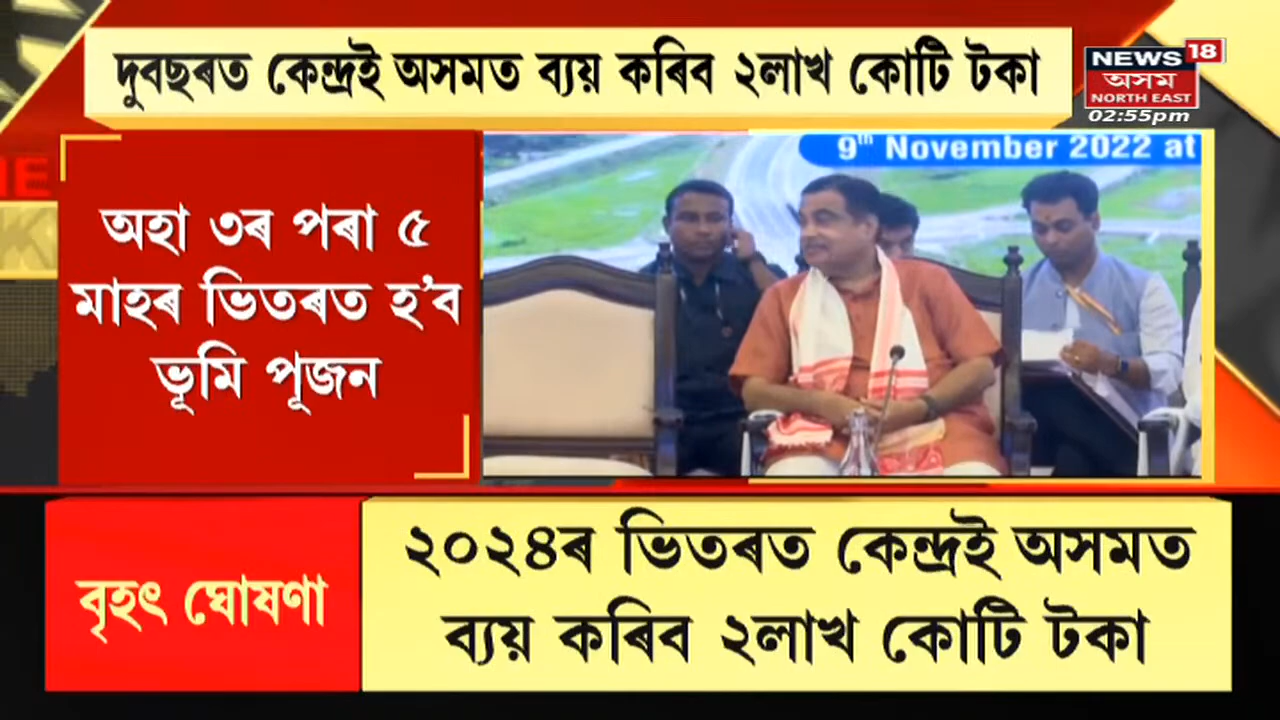 দুবছৰত কেন্দ্ৰই অসমত ব্যয় কৰিব ২লাখ কোটি টকা
NEWS 18
অসম
NORTH EAST
02:55pm
9th November 2022 at
অহা ৩ৰ পৰা ৫
মাহৰ ভিতৰত হ'ব
ভূমি পূজন
বৃহৎ ঘোষণা
২০২৪ৰ ভিতৰত কেন্দ্ৰই অসমত
ব্যয় কৰিব ২লাখ কোটি টকা